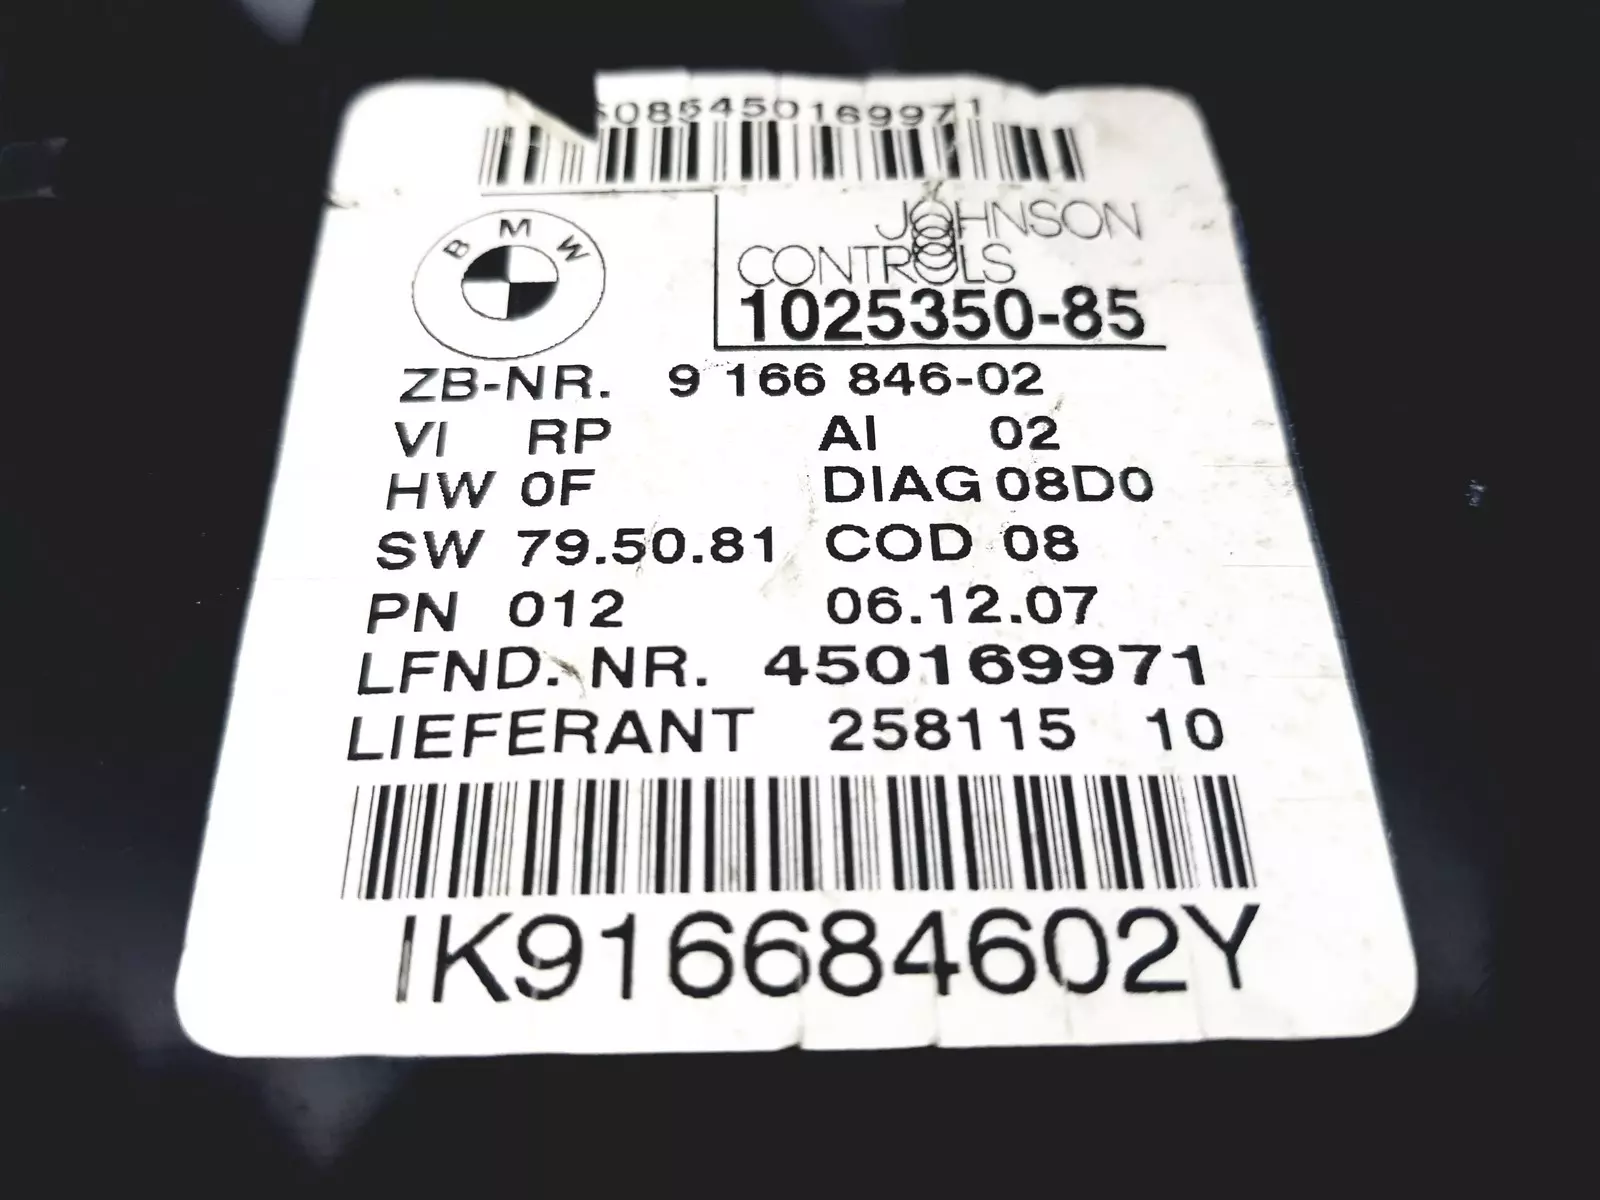 085450169971
BMW
JOHNSON
CONTROLS
1025350-85
ZB-NR. 9 166 846-02
VI RP AI 02
HW 0F DIAG 08D0
SW 79.50.81 COD 08
PN 012 06.12.07
LFND. NR. 450169971
LIEFERANT 258115 10
IK916684602Y